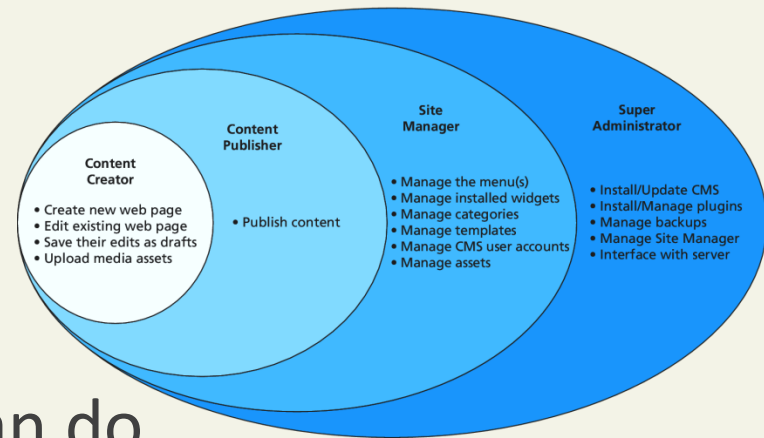 Content
Creator
• Create new web page
• Edit existing web page
• Save their edits as drafts
• Upload media assets
Content
Publisher
• Publish content
Site
Manager
• Manage the menu(s)
• Manage installed widgets
• Manage categories
• Manage templates
• Manage CMS user accounts
• Manage assets
Super
Administrator
• Install/Update CMS
• Install/Manage plugins
• Manage backups
• Manage Site Manager
• Interface with server
do